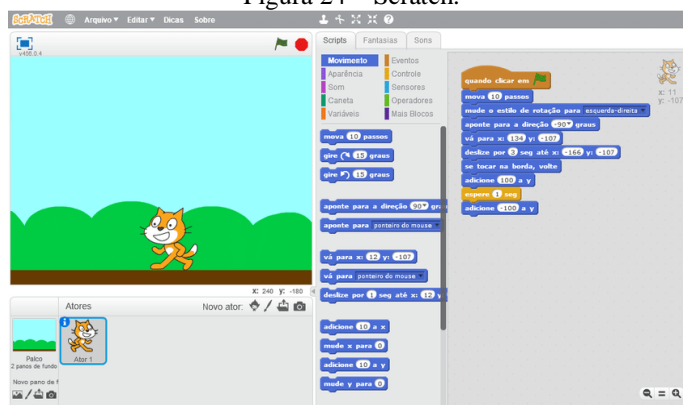 Figura 24 – Scratch.
SCRATCH Arquivo Editar Dicas Sobre
v456.0.4
x: 240 y: -180
Atores
Novo ator:
Palco
2 panos de fundo
Novo pano de f
Ator 1
Scripts Fantasias Sons
Movimento Eventos
Aparência Controle
Som Sensores
Caneta Operadores
Variáveis Mais Blocos
mova 10 passos
gire 15 graus
gire 15 graus
aponte para a direção 90 gra
aponte para ponteiro do mouse
vá para x: 12 y: -107
vá para ponteiro do mouse
deslize por 1 seg até x: 12 y
adicione 10 a x
mude x para 0
adicione 10 a y
mude y para 0
quando clicar em
mova 10 passos
mude o estilo de rotação para esquerda-direita
aponte para a direção -90 graus
vá para x: 134 y: -107
deslize por 3 seg até x: -166 y: -107
se tocar na borda, volte
adicione 100 a y
espere 1 seg
adicione -100 a y
x: 11
y: -107